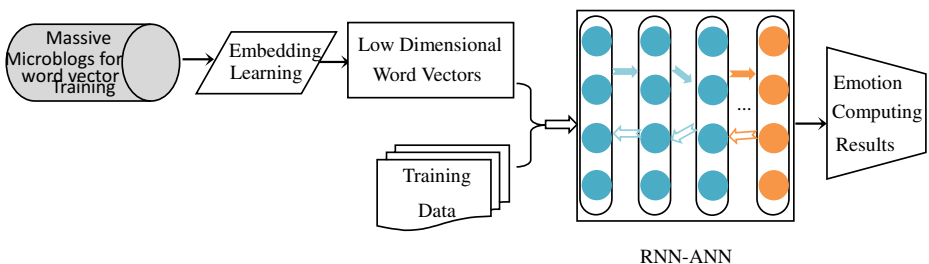 Massive
Microblogs for
word vector
Training
Embedding
Learning
Low Dimensional
Word Vectors
Training
Data
...
Emotion
Computing
Results
RNN-ANN